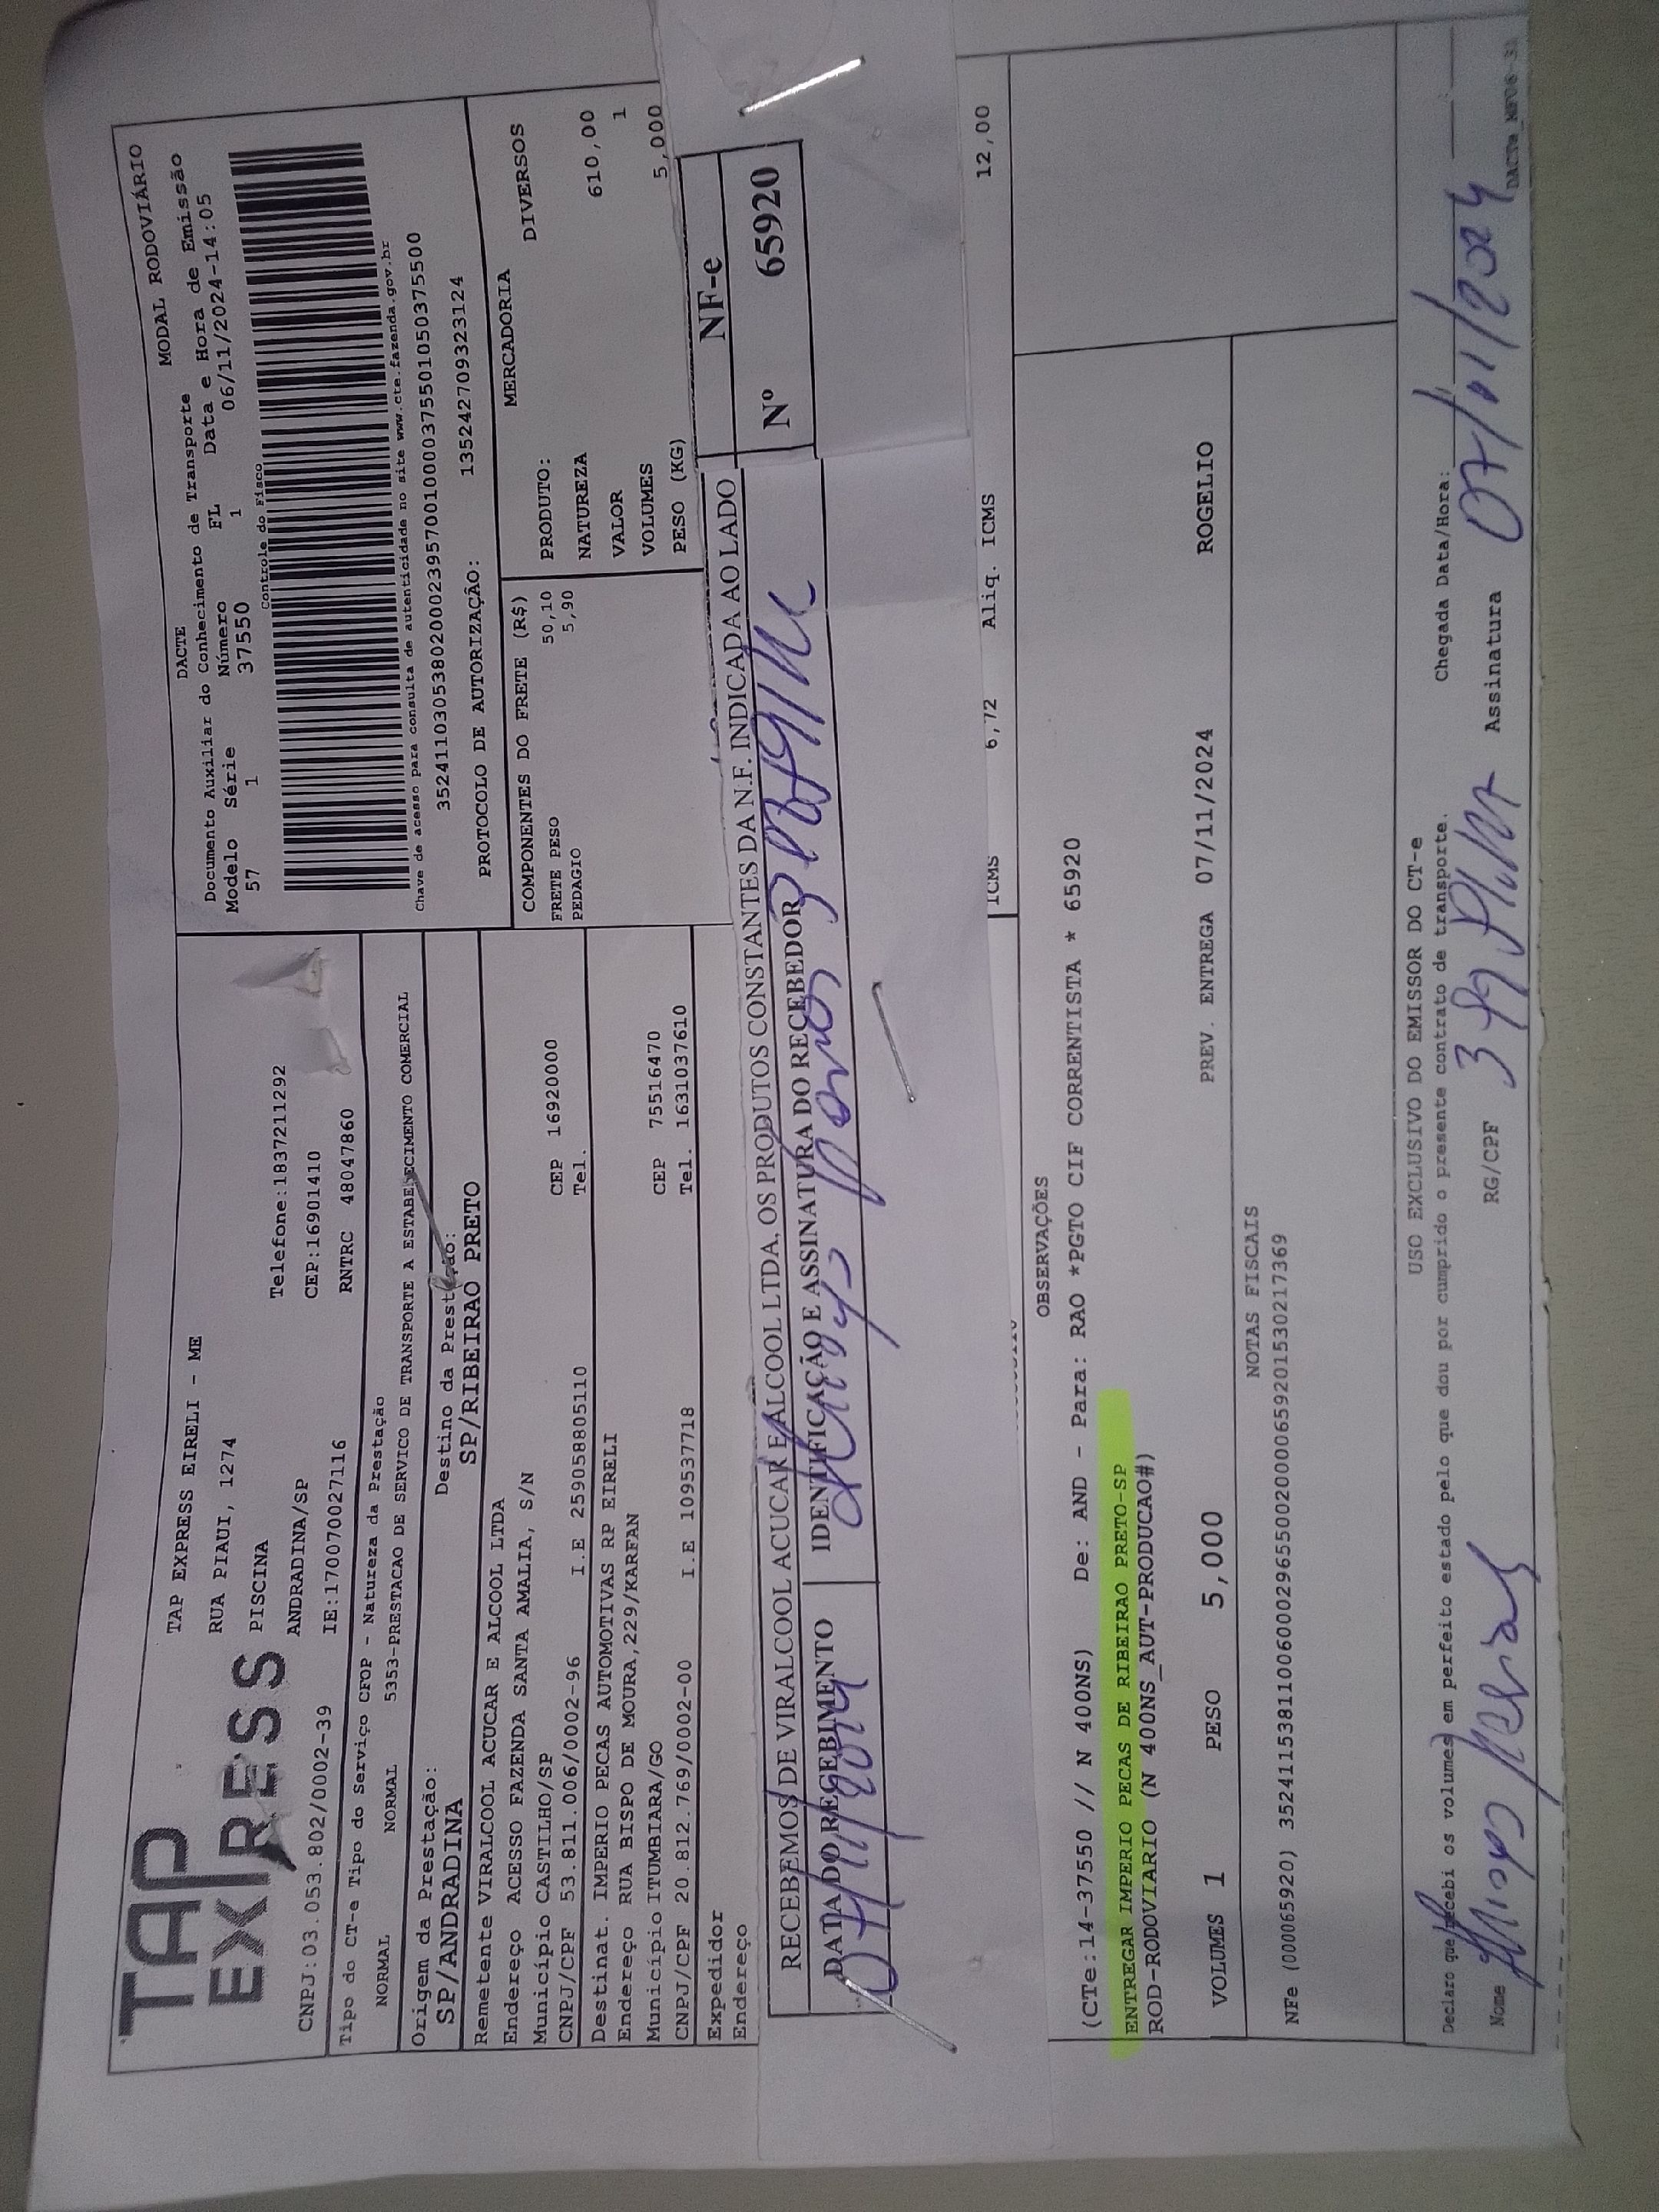 TAP
EXPRESS
TAP EXPRESS EIRELI - ME
RUA PIAUI, 1274
PISCINA
Telefone:1837211292
ANDRADINA/SP CEP:16901410
CNPJ:03.053.802/0002-39 IE:170070027116 RNTRC 48047860
DACTE MODAL RODOVIÁRIO
Documento Auxiliar do Conhecimento de Transporte
Modelo Série Número FL Data e Hora de Emissão
57 1 37550 1 06/11/2024-14:05
Controle do Fisco
Chave de acesso para consulta de autenticidade no site www.cte.fazenda.gov.br
35241103053802000239570010000375501050375500
PROTOCOLO DE AUTORIZAÇÃO: 135242709323124
Tipo do CT-e Tipo do Serviço CFOP - Natureza da Prestação
NORMAL NORMAL 5353-PRESTACAO DE SERVICO DE TRANSPORTE A ESTABELECIMENTO COMERCIAL
Origem da Prestação: Destino da Prestação:
SP/ANDRADINA SP/RIBEIRAO PRETO
Remetente VIRALCOOL ACUCAR E ALCOOL LTDA
Endereço ACESSO FAZENDA SANTA AMALIA, S/N
Município CASTILHO/SP CEP 16920000
CNPJ/CPF 53.811.006/0002-96 I.E 259058805110 Tel.
Destinat. IMPERIO PECAS AUTOMOTIVAS RP EIRELI
Endereço RUA BISPO DE MOURA,229/KARFAN
Município ITUMBIARA/GO CEP 75516470
CNPJ/CPF 20.812.769/0002-00 I.E 109537718 Tel. 1631037610
Expedidor
Endereço
COMPONENTES DO FRETE (R$)
FRETE PESO 50,10
PEDAGIO 5,90
MERCADORIA
PRODUTO: DIVERSOS
NATUREZA
VALOR 610,00
VOLUMES 1
PESO (KG) 5,000
RECEBEMOS DE VIRALCOOL ACUCAR E ALCOOL LTDA, OS PRODUTOS CONSTANTES DA N.F. INDICADA AO LADO
NF-e
DATA DO RECEBIMENTO IDENTIFICAÇÃO E ASSINATURA DO RECEBEDOR
Nº 65920
ICMS 6,72 Aliq. ICMS 12,00
OBSERVAÇÕES
(CTe:14-37550 // N 400NS) De: AND - Para: RAO *PGTO CIF CORRENTISTA * 65920
ENTREGAR IMPERIO PECAS DE RIBEIRAO PRETO-SP
ROD-RODOVIARIO (N 400NS_AUT-PRODUCAO#)
VOLUMES 1 PESO 5,000 PREV. ENTREGA 07/11/2024 ROGELIO
NOTAS FISCAIS
NFe (000065920) 35241153811006000296550020000659201530217369
USO EXCLUSIVO DO EMISSOR DO CT-e
Declaro que recebi os volumes em perfeito estado pelo que dou por cumprido o presente contrato de transporte. Chegada Data/Hora:
Nome RG/CPF Assinatura 07/11/2024